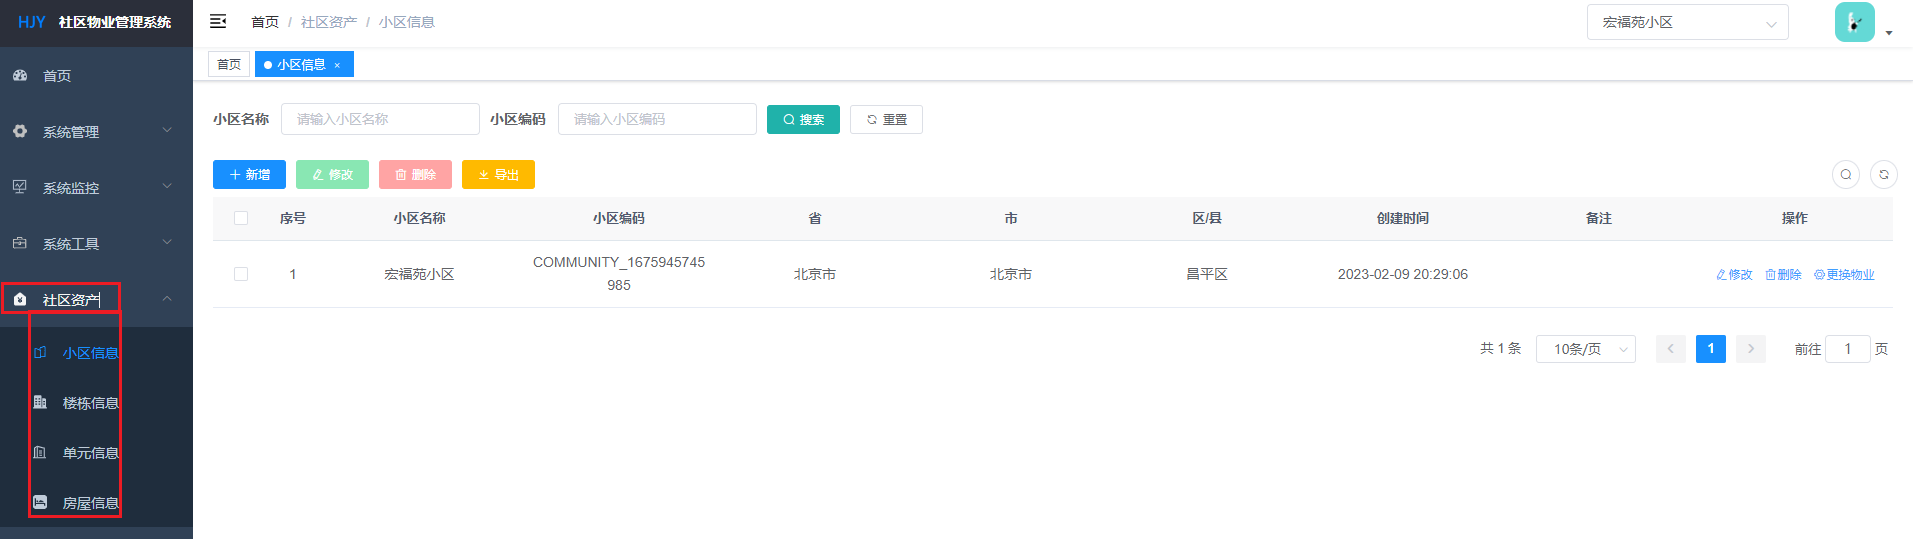 HJY 社区物业管理系统
首页 / 社区资产 / 小区信息
宏福苑小区
首页
小区信息 ×
首页
系统管理
系统监控
系统工具
社区资产
小区信息
楼栋信息
单元信息
房屋信息
小区名称 请输入小区名称 小区编码 请输入小区编码 搜索 重置
新增 修改 删除 导出
序号 小区名称 小区编码 省 市 区/县 创建时间 备注 操作
1 宏福苑小区 COMMUNITY_1675945745985 北京市 北京市 昌平区 2023-02-09 20:29:06 修改 删除 更换物业
共 1 条 10条/页 1 前往 1 页